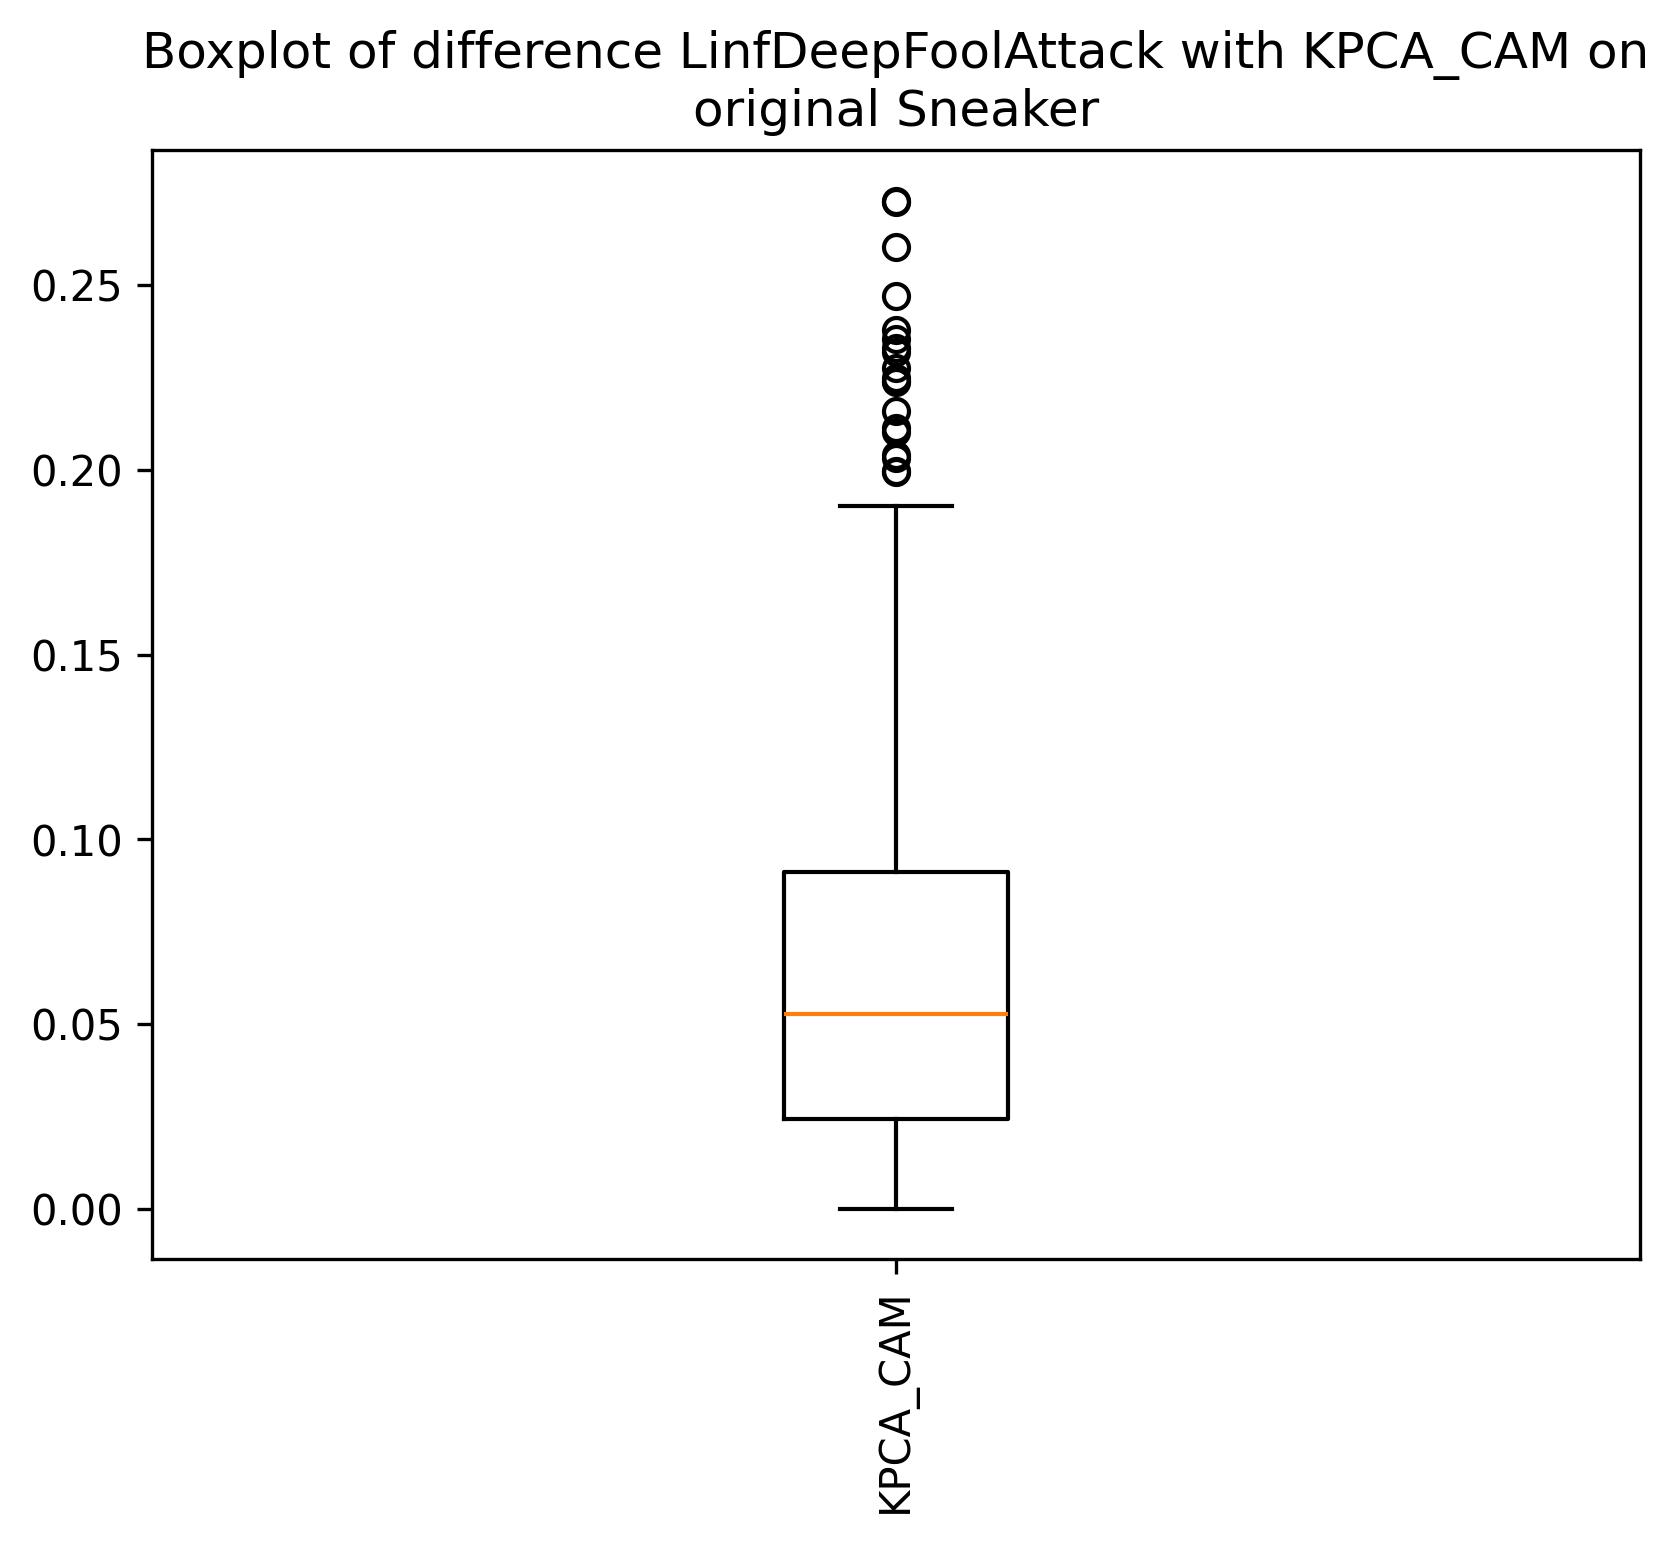 Boxplot of difference LinfDeepFoolAttack with KPCA_CAM on
original Sneaker
0.25
0.20
0.15
0.10
0.05
0.00
KPCA_CAM